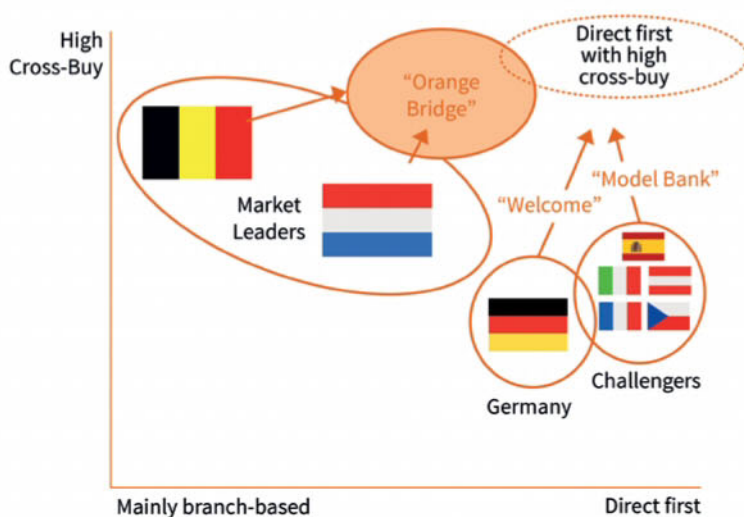 High
Cross-Buy
“Orange
Bridge”
Direct first
with high
cross-buy
Market
Leaders
“Welcome”
“Model Bank”
Germany
Challengers
Mainly branch-based
Direct first